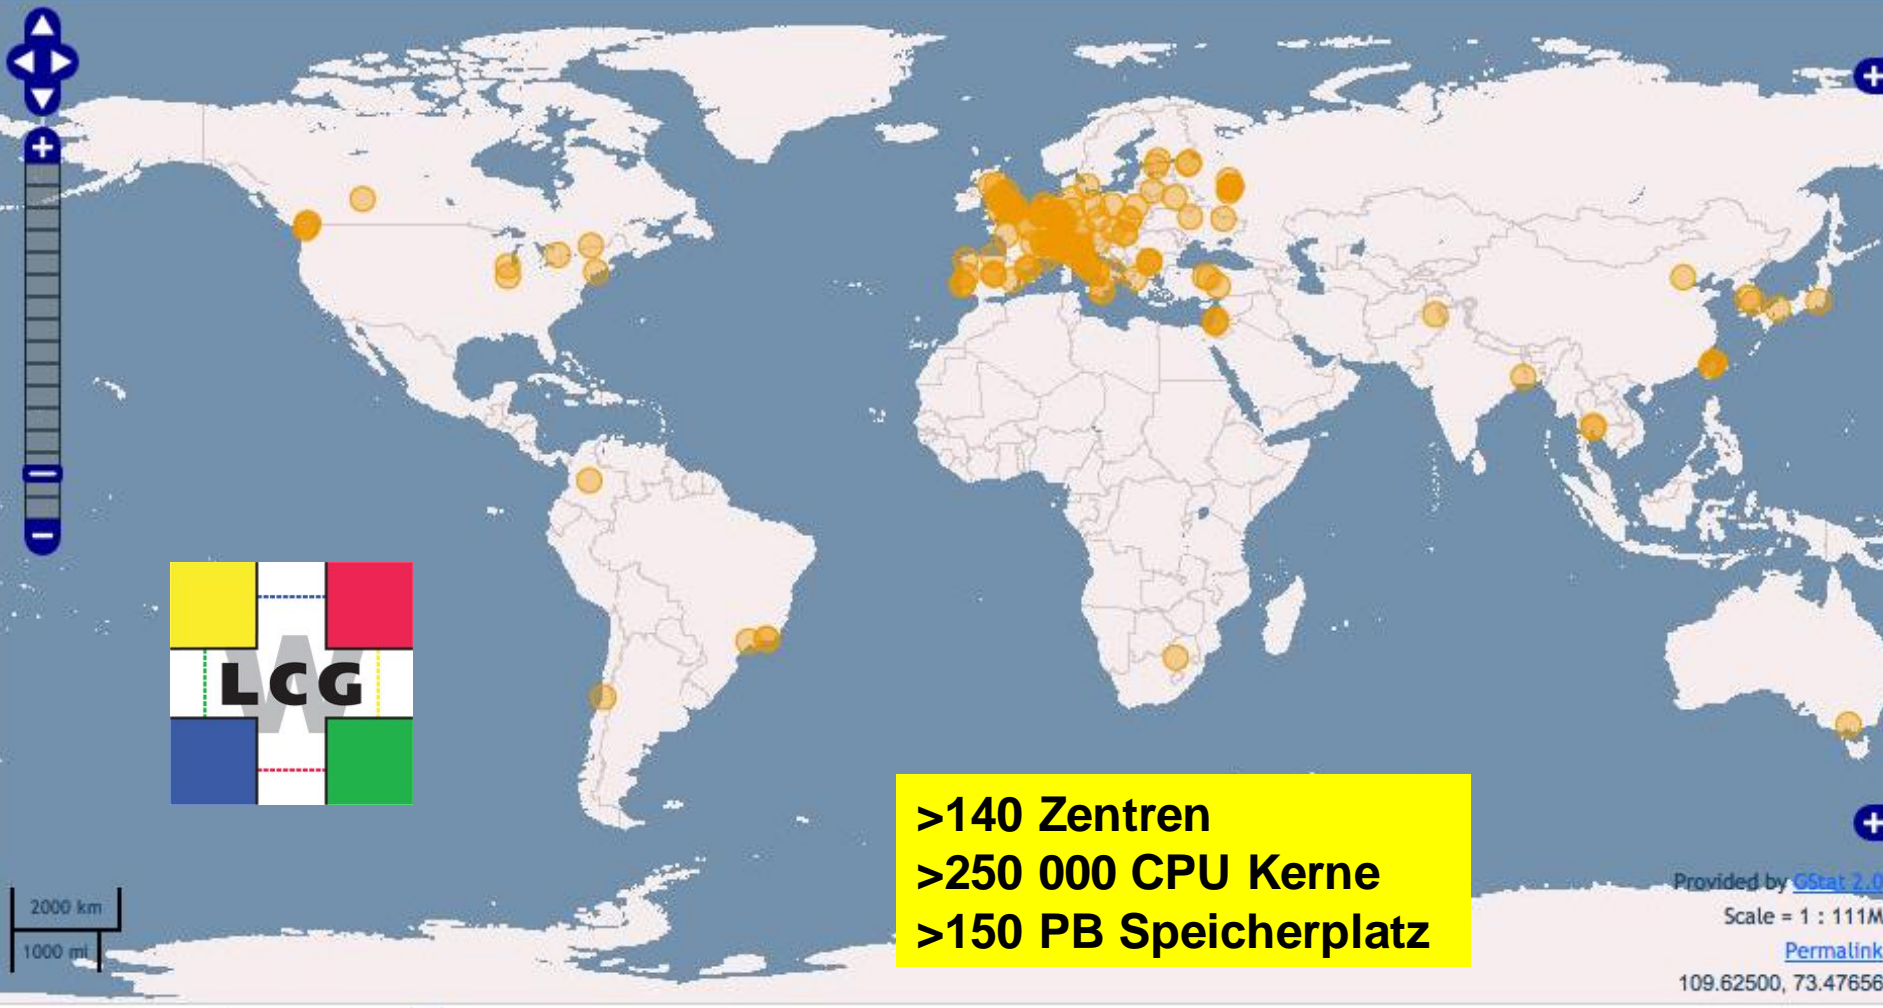 W
LCG
>140 Zentren
>250 000 CPU Kerne
>150 PB Speicherplatz
2000 km
1000 mi
Provided by GStat 2.0
Scale = 1 : 111M
Permalink
109.62500, 73.47656